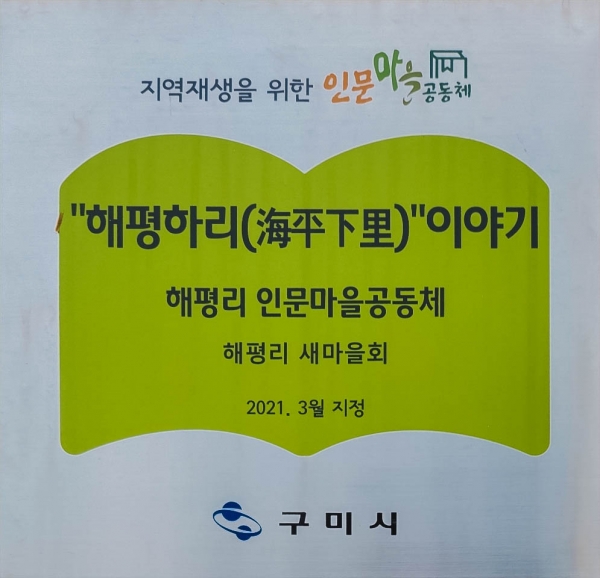 지역재생을 위한 인문마을공동체
"해평하리(海平下里)"이야기
해평리 인문마을공동체
해평리 새마을회
2021. 3월 지정
구미시